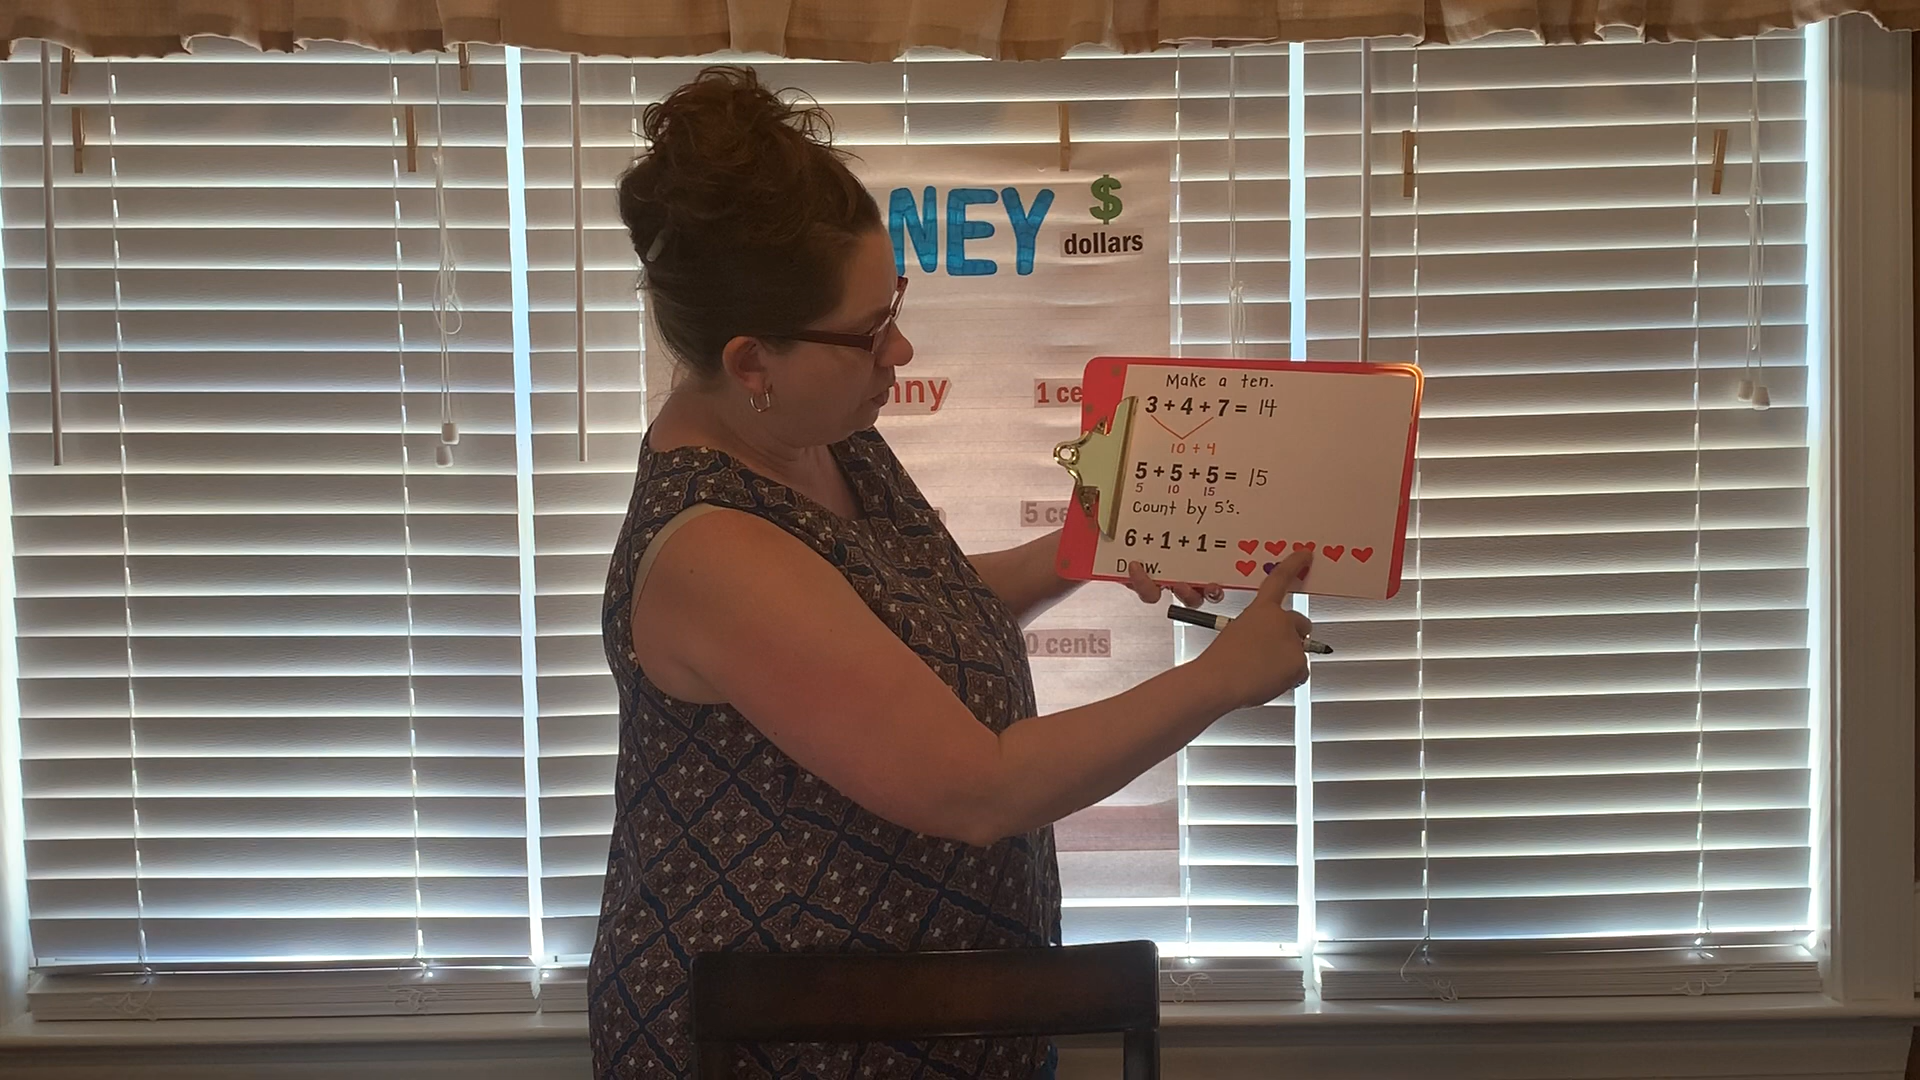 NEY $
dollars
nny 1 ce
5 ce
0 cents
Make a ten.
3 + 4 + 7 = 14
10 + 4
5 + 5 + 5 = 15
5 10 15
Count by 5's.
6 + 1 + 1 =